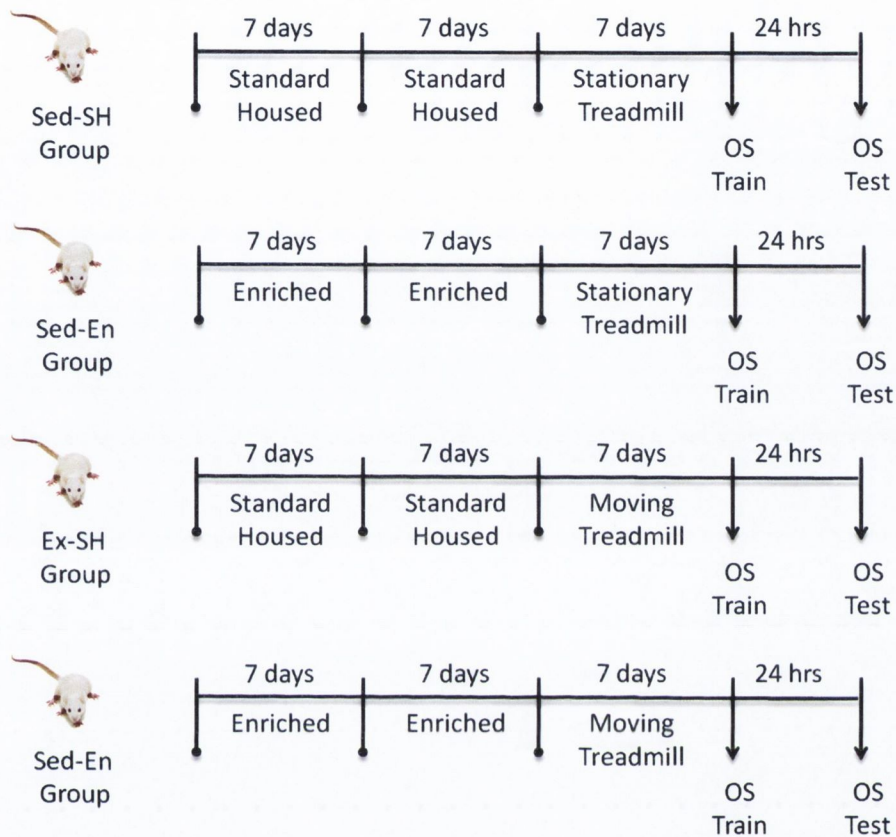 7 days 7 days 7 days 24 hrs
Standard Standard Stationary
Housed Housed Treadmill
Sed-SH
Group
OS OS
Train Test
7 days 7 days 7 days 24 hrs
Enriched Enriched Stationary
Treadmill
Sed-En
Group
OS OS
Train Test
7 days 7 days 7 days 24 hrs
Standard Standard Moving
Housed Housed Treadmill
Ex-SH
Group
OS OS
Train Test
7 days 7 days 7 days 24 hrs
Enriched Enriched Moving
Treadmill
Sed-En
Group
OS OS
Train Test